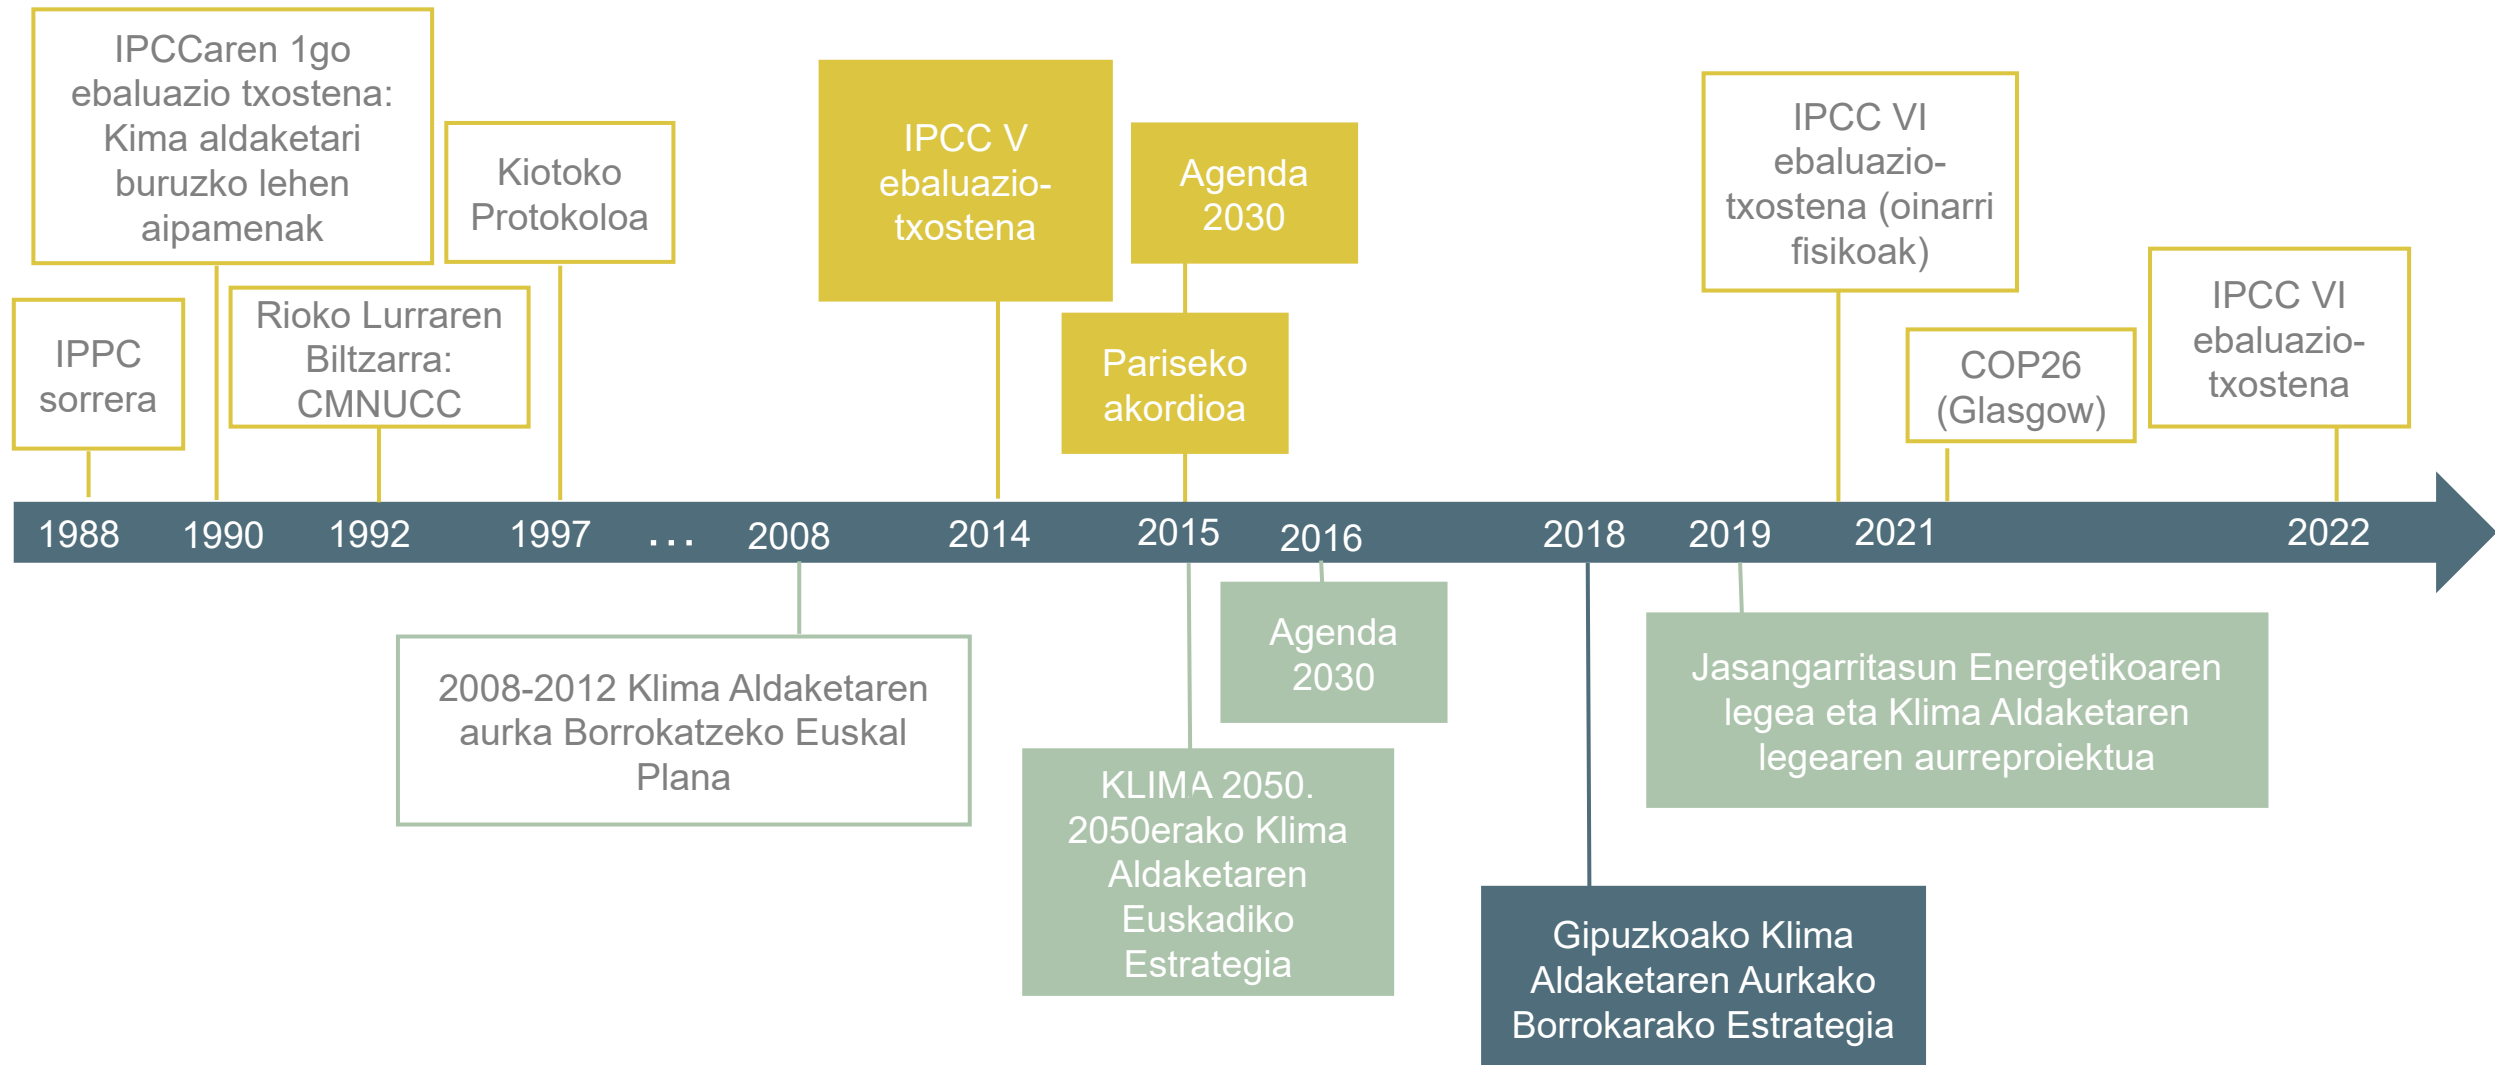 IPCCaren 1go
ebaluazio txostena:
Kima aldaketari
buruzko lehen
aipamenak
Kiotoko
Protokoloa
IPCC V
ebaluazio-
txostena
Agenda
2030
IPCC VI
ebaluazio-
txostena (oinarri
fisikoak)
IPPC
sorrera
Rioko Lurraren
Biltzarra:
CMNUCC
Pariseko
akordioa
COP26
(Glasgow)
IPCC VI
ebaluazio-
txostena
1988 1990 1992 1997 ... 2008 2014 2015 2016 2018 2019 2021 2022
2008-2012 Klima Aldaketaren
aurka Borrokatzeko Euskal
Plana
Agenda
2030
KLIMA 2050.
2050erako Klima
Aldaketaren
Euskadiko
Estrategia
Jasangarritasun Energetikoaren
legea eta Klima Aldaketaren
legearen aurreproiektua
Gipuzkoako Klima
Aldaketaren Aurkako
Borrokarako Estrategia